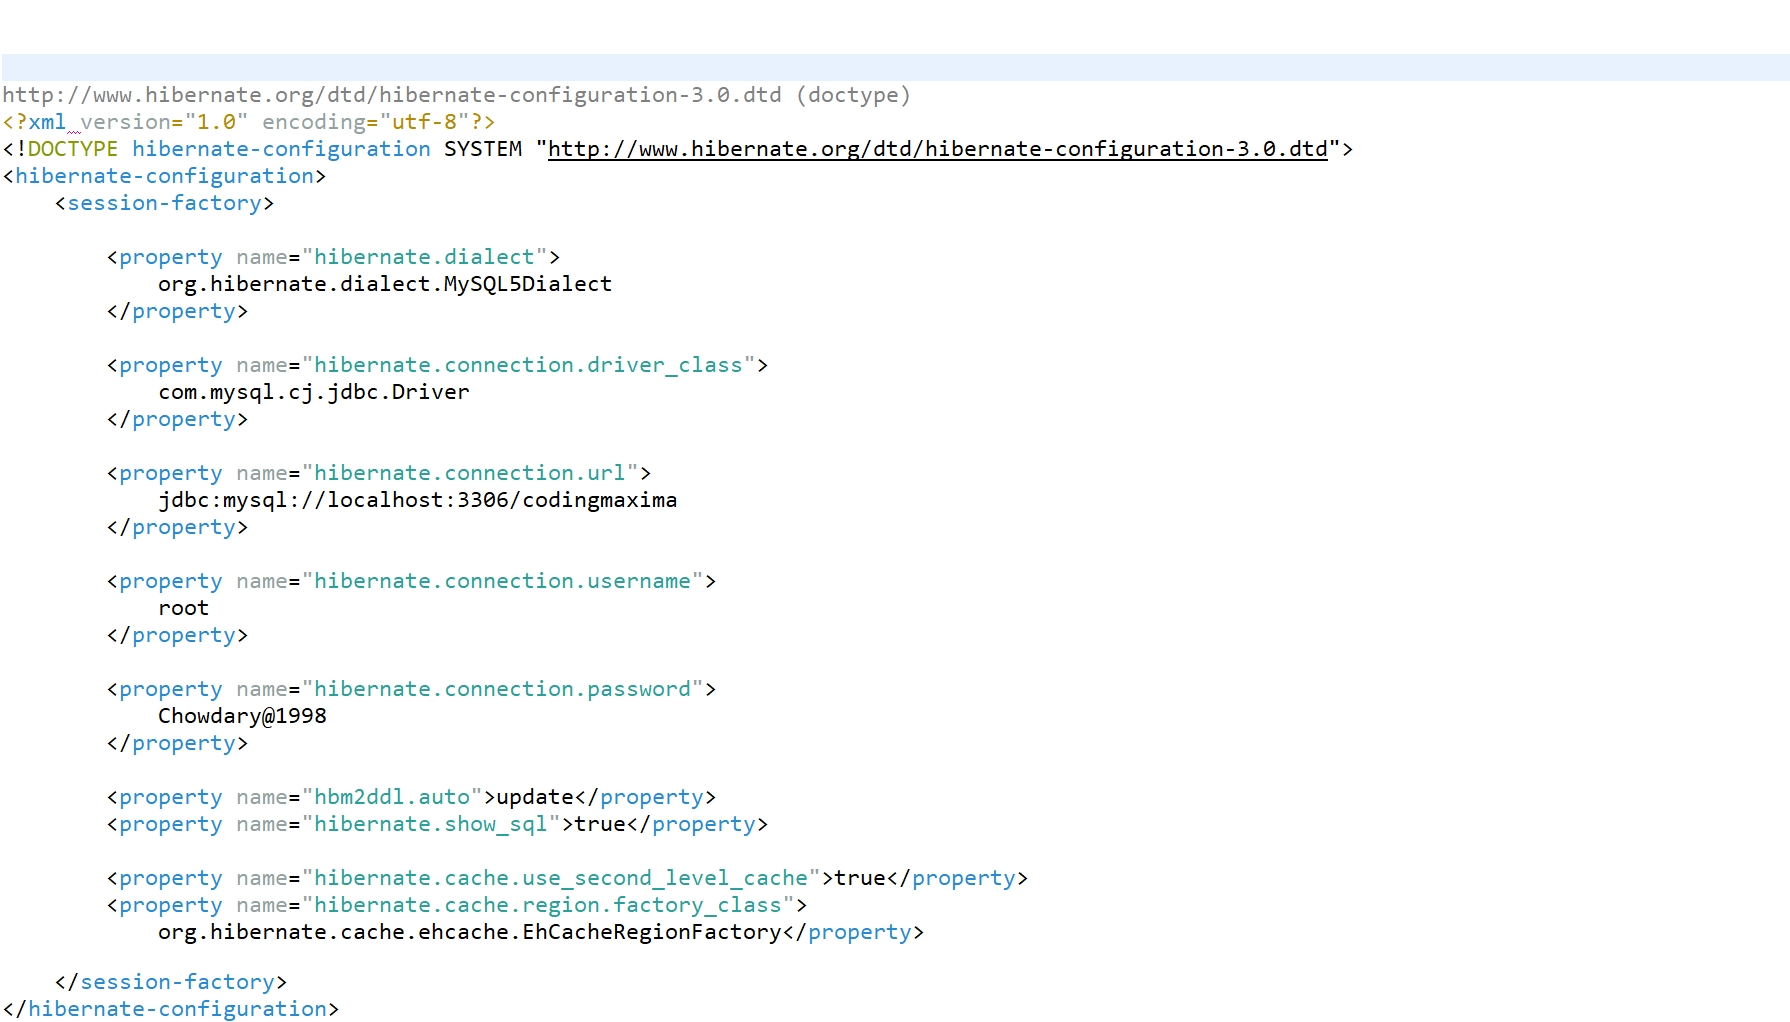 http://www.hibernate.org/dtd/hibernate-configuration-3.0.dtd (doctype)
<?xml version="1.0" encoding="utf-8"?>
<!DOCTYPE hibernate-configuration SYSTEM "http://www.hibernate.org/dtd/hibernate-configuration-3.0.dtd">
<hibernate-configuration>
    <session-factory>

        <property name="hibernate.dialect">
            org.hibernate.dialect.MySQL5Dialect
        </property>

        <property name="hibernate.connection.driver_class">
            com.mysql.cj.jdbc.Driver
        </property>

        <property name="hibernate.connection.url">
            jdbc:mysql://localhost:3306/codingmaxima
        </property>

        <property name="hibernate.connection.username">
            root
        </property>

        <property name="hibernate.connection.password">
            Chowdary@1998
        </property>

        <property name="hbm2ddl.auto">update</property>
        <property name="hibernate.show_sql">true</property>

        <property name="hibernate.cache.use_second_level_cache">true</property>
        <property name="hibernate.cache.region.factory_class">
            org.hibernate.cache.ehcache.EhCacheRegionFactory</property>

    </session-factory>
</hibernate-configuration>